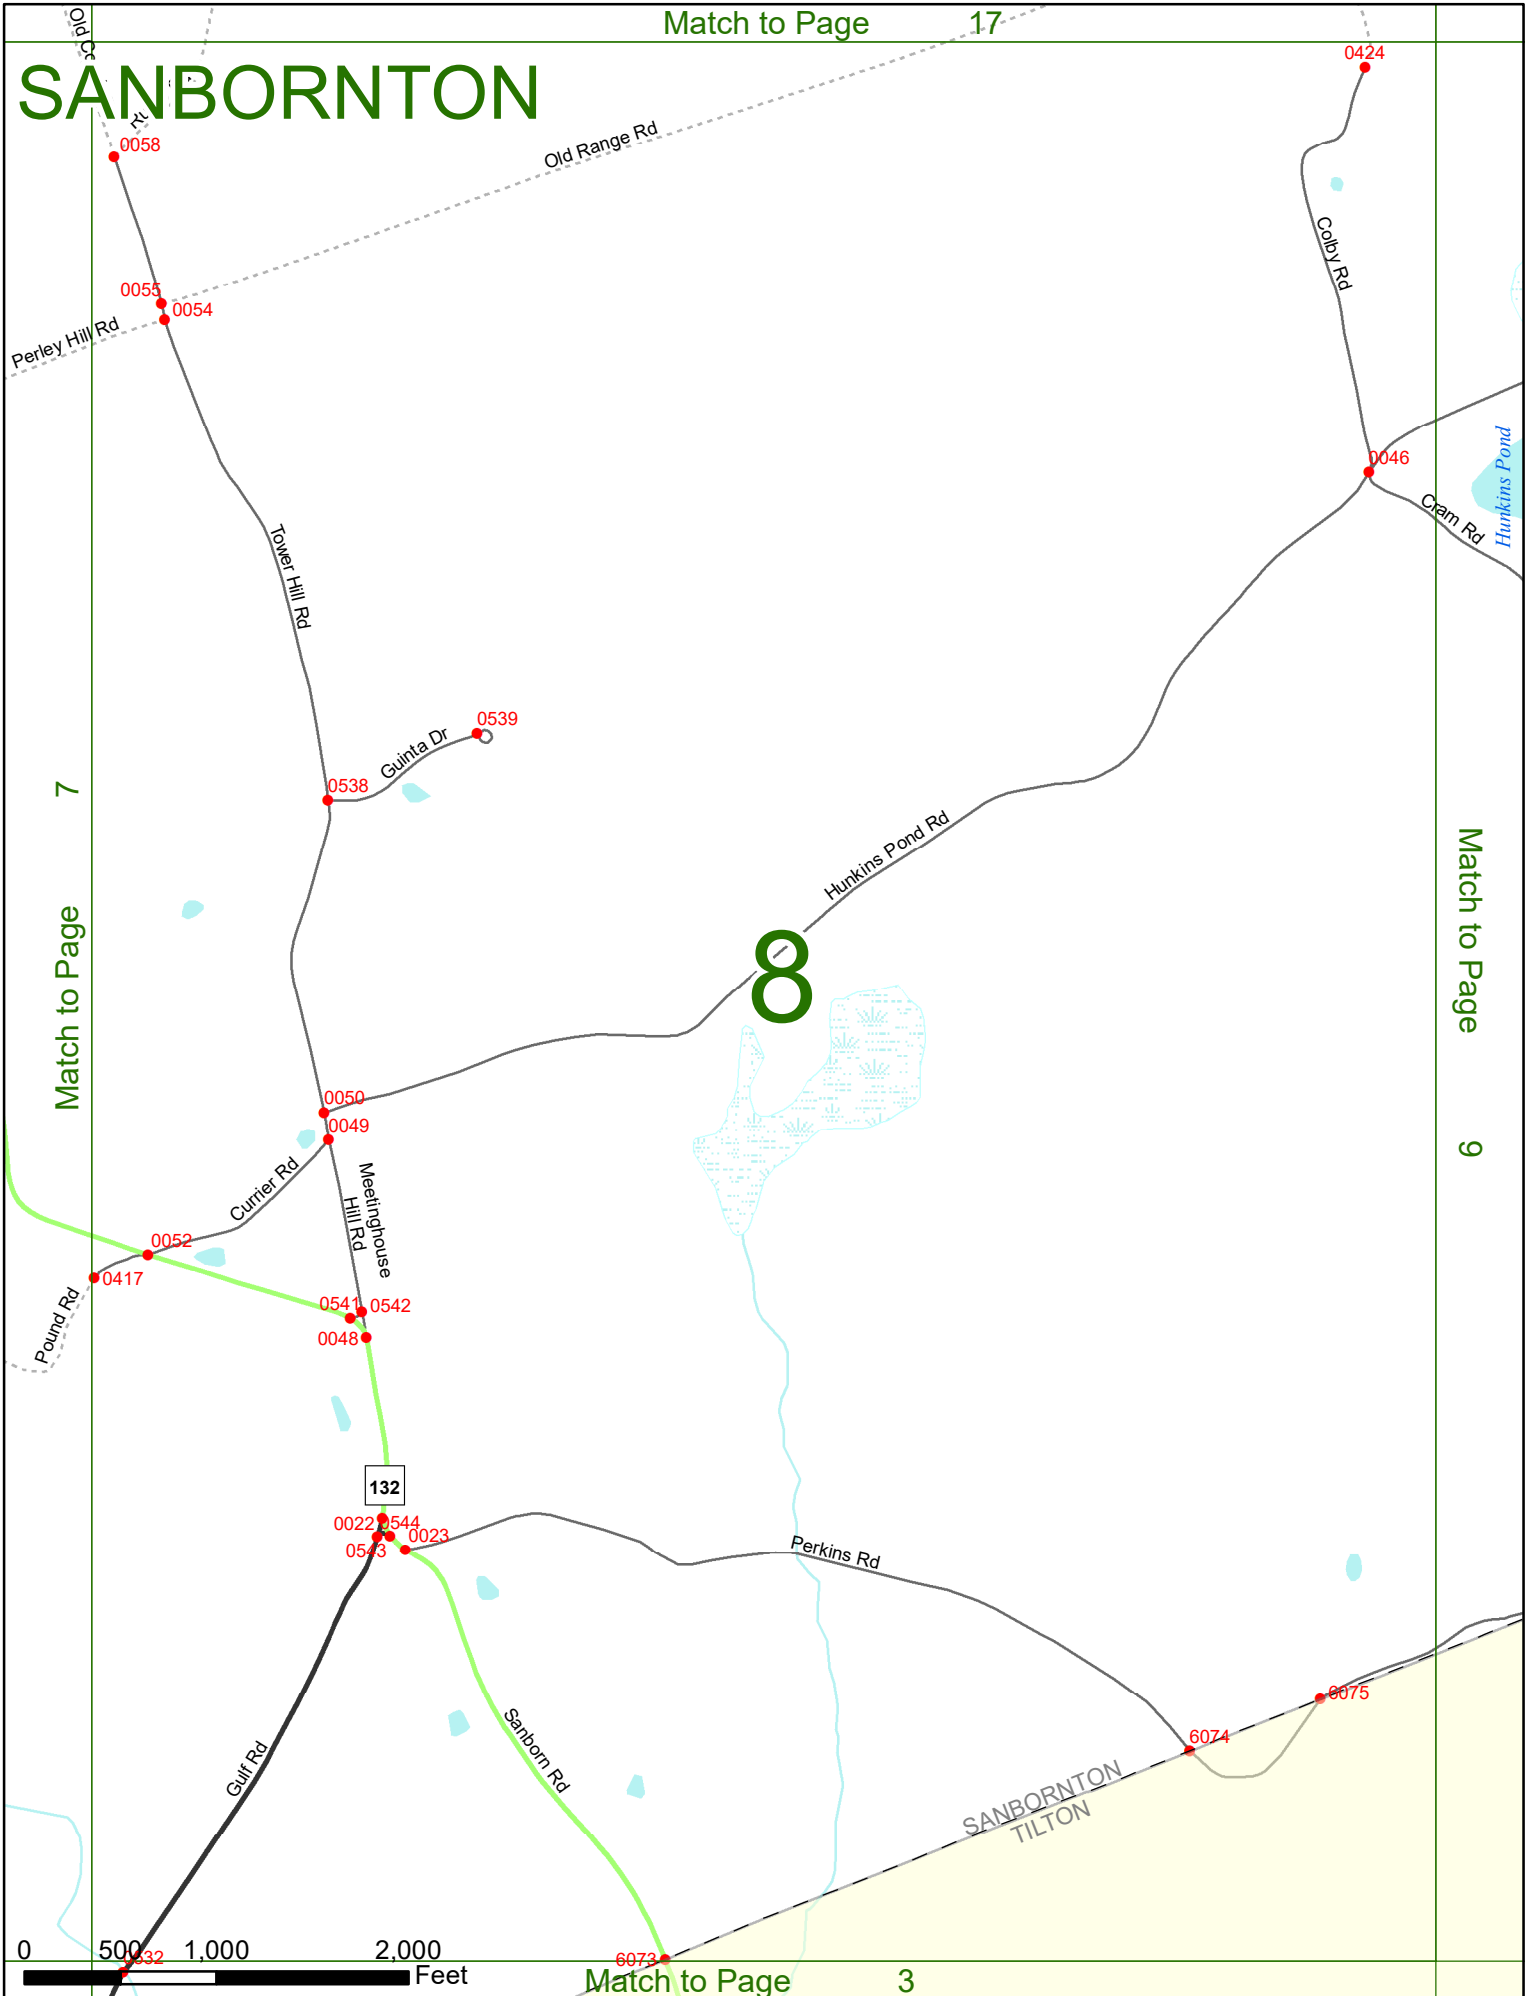 Match to Page 17
SANBORNTON
0424
0058
Old Range Rd
Colby Rd
0055
0054
Perley Hill Rd
0046
Hunkins Pond
Cram Rd
Tower Hill Rd
0539
Guinta Dr
0538
Match to Page 7
Hunkins Pond Rd
Match to Page 9
8
0050
0049
Currier Rd
Meetinghouse
Hill Rd
0052
0417
Pound Rd
0541
0542
0048
132
0022
0544
0023
0543
Perkins Rd
6075
6074
Gulf Rd
Sanborn Rd
SANBORNTON
TILTON
0 500 1,000 2,000
Feet
6073
Match to Page 3